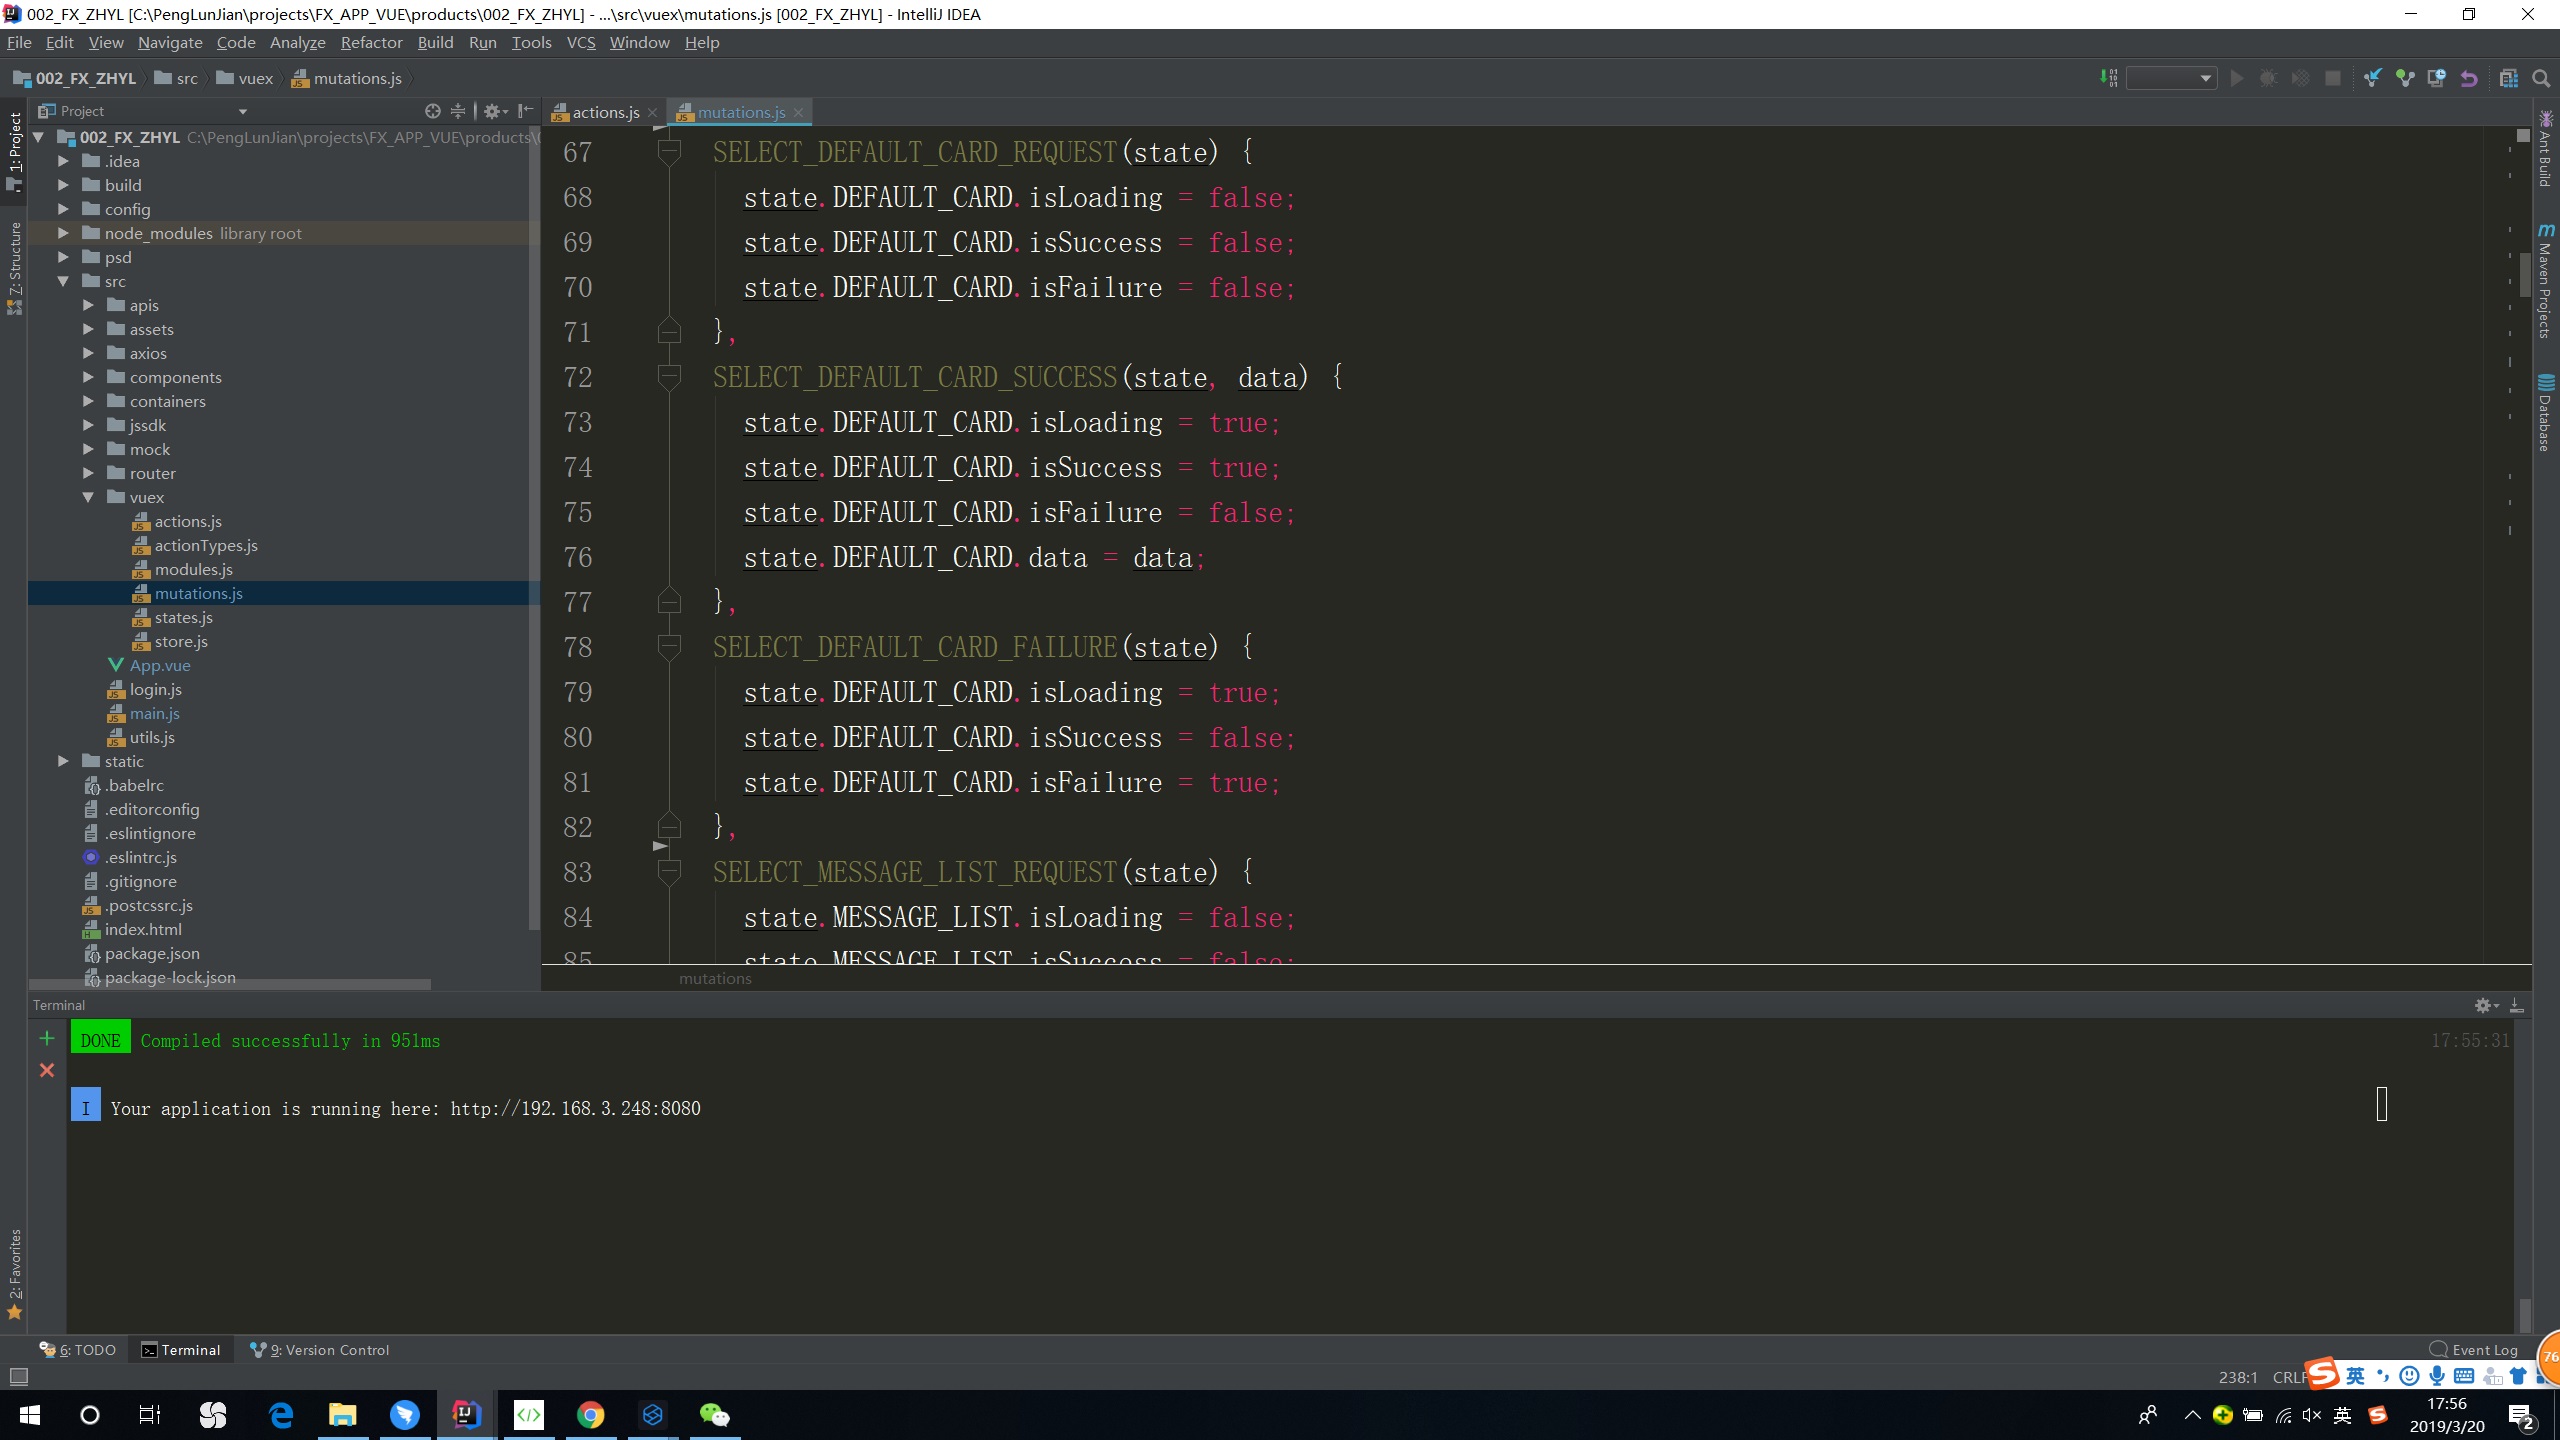 002_FX_ZHYL [C:\PengLunJian\projects\FX_APP_VUE\products\002_FX_ZHYL] - ...\src\vuex\mutations.js [002_FX_ZHYL] - IntelliJ IDEA
File Edit View Navigate Code Analyze Refactor Build Run Tools VCS Window Help
002_FX_ZHYL src vuex mutations.js
Project
actions.js mutations.js
1: Project
Z: Structure
2: Favorites
002_FX_ZHYL C:\PengLunJian\projects\FX_APP_VUE\products\
.idea
build
config
node_modules library root
psd
src
apis
assets
axios
components
containers
jssdk
mock
router
vuex
actions.js
actionTypes.js
modules.js
mutations.js
states.js
store.js
App.vue
login.js
main.js
utils.js
static
.babelrc
.editorconfig
.eslintignore
.eslintrc.js
.gitignore
.postcssrc.js
index.html
package.json
package-lock.json
67 SELECT_DEFAULT_CARD_REQUEST(state) {
68 state.DEFAULT_CARD.isLoading = false;
69 state.DEFAULT_CARD.isSuccess = false;
70 state.DEFAULT_CARD.isFailure = false;
71 },
72 SELECT_DEFAULT_CARD_SUCCESS(state, data) {
73 state.DEFAULT_CARD.isLoading = true;
74 state.DEFAULT_CARD.isSuccess = true;
75 state.DEFAULT_CARD.isFailure = false;
76 state.DEFAULT_CARD.data = data;
77 },
78 SELECT_DEFAULT_CARD_FAILURE(state) {
79 state.DEFAULT_CARD.isLoading = true;
80 state.DEFAULT_CARD.isSuccess = false;
81 state.DEFAULT_CARD.isFailure = true;
82 },
83 SELECT_MESSAGE_LIST_REQUEST(state) {
84 state.MESSAGE_LIST.isLoading = false;
85 state.MESSAGE_LIST.isSuccess = false;
mutations
Ant Build
Maven Projects
Database
Terminal
DONE Compiled successfully in 951ms 17:55:31
I Your application is running here: http://192.168.3.248:8080
6: TODO Terminal 9: Version Control Event Log
76
238:1 CRLF 英
英 17:56
2019/3/20
2